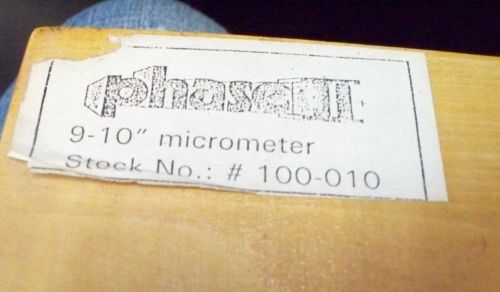 phase II
9-10" micrometer
Stock No.: # 100-010